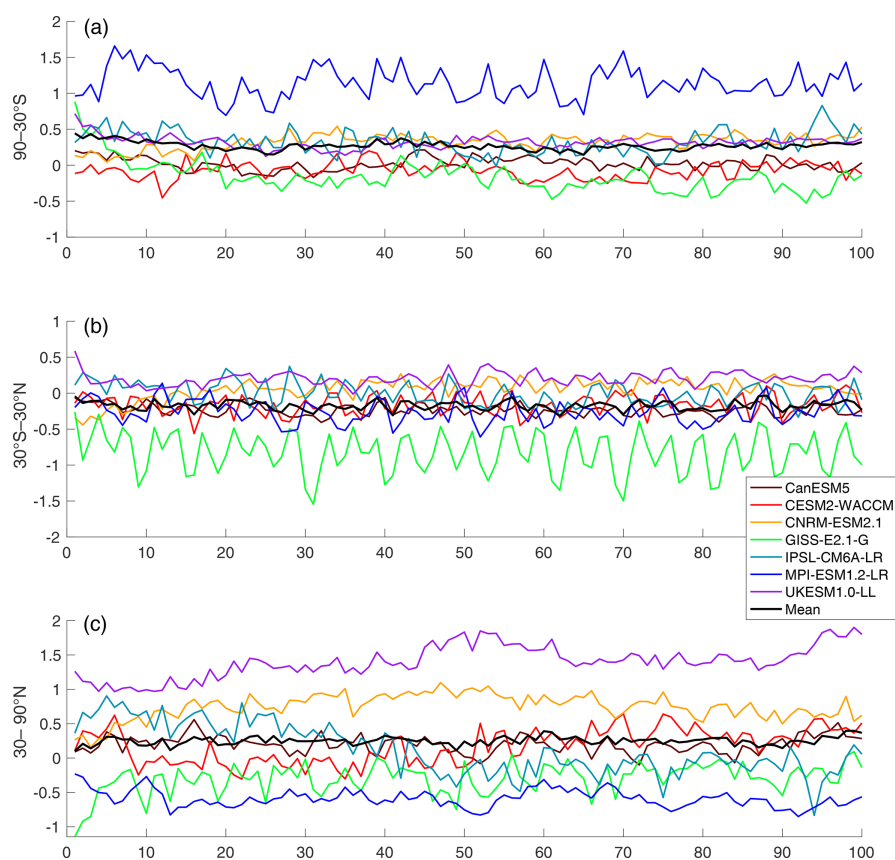 (a)
90–30°S
2
1.5
1
0.5
0
-0.5
-1
0 10 20 30 40 50 60 70 80 90 100
(b)
30°S–30°N
1
0.5
0
-0.5
-1
-1.5
-2
0 10 20 30 40 50 60 70 80 100
CanESM5
CESM2-WACCM
CNRM-ESM2.1
GISS-E2.1-G
IPSL-CM6A-LR
MPI-ESM1.2-LR
UKESM1.0-LL
Mean
(c)
30– 90°N
2
1.5
1
0.5
0
-0.5
-1
0 10 20 30 40 50 60 70 80 90 100